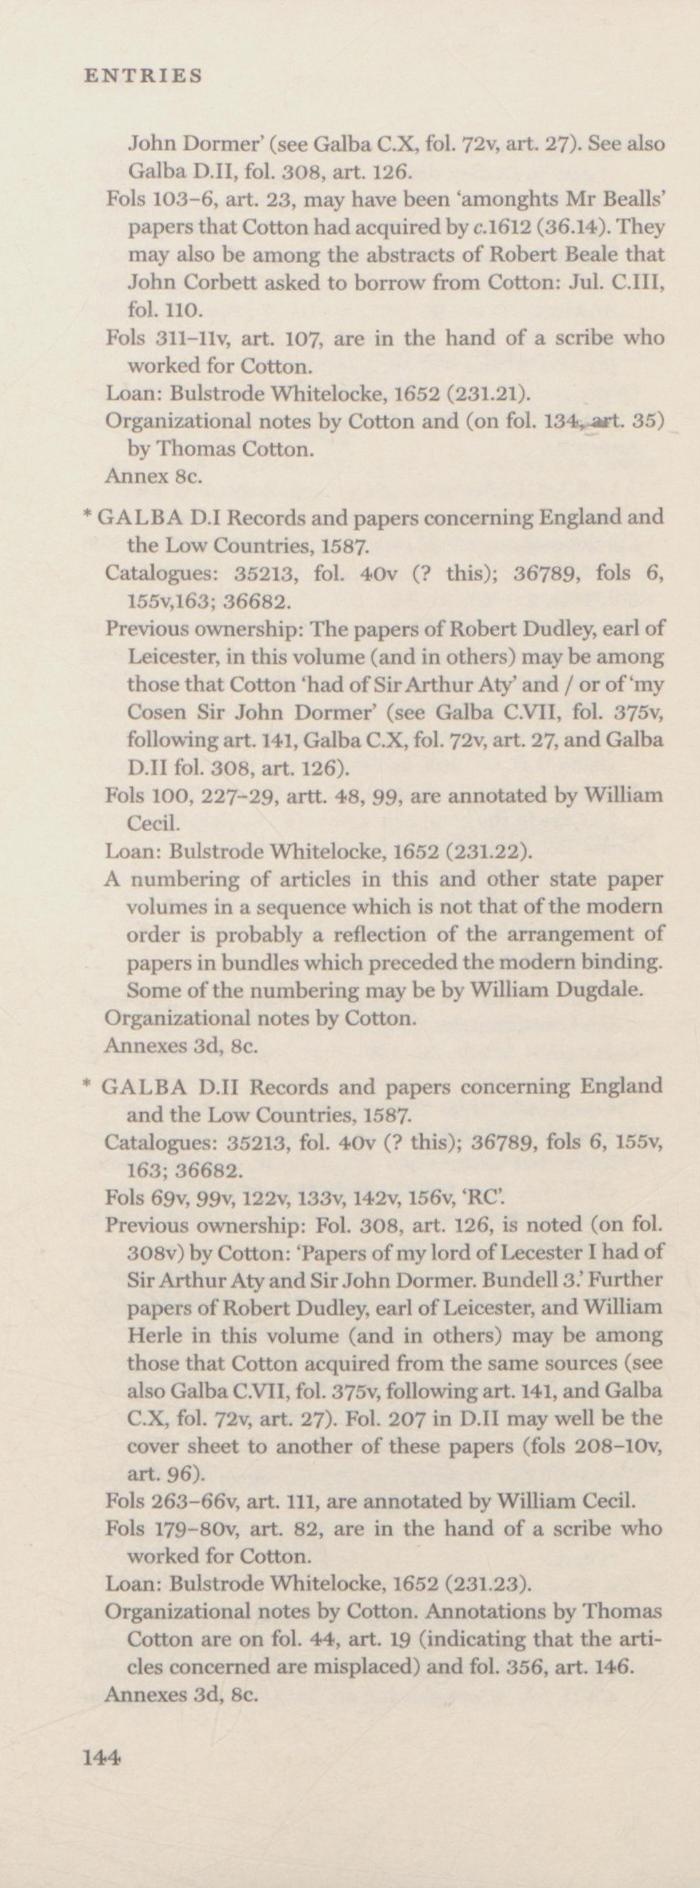 ENTRIES
John Dormer’ (see Galba C.X, fol. 72v, art. 27). See also
Galba D.II, fol. 308, art. 126.
Fols 103–6, art. 23, may have been ‘amonghts Mr Bealls’
papers that Cotton had acquired by c.1612 (36.14). They
may also be among the abstracts of Robert Beale that
John Corbett asked to borrow from Cotton: Jul. C.III,
fol. 110.
Fols 311–11v, art. 107, are in the hand of a scribe who
worked for Cotton.
Loan: Bulstrode Whitelocke, 1652 (231.21).
Organizational notes by Cotton and (on fol. 134, art. 35)
by Thomas Cotton.
Annex 8c.
* GALBA D.I Records and papers concerning England and
the Low Countries, 1587.
Catalogues: 35213, fol. 40v (? this); 36789, fols 6,
155v,163; 36682.
Previous ownership: The papers of Robert Dudley, earl of
Leicester, in this volume (and in others) may be among
those that Cotton ‘had of Sir Arthur Aty’ and / or of ‘my
Cosen Sir John Dormer’ (see Galba C.VII, fol. 375v,
following art. 141, Galba C.X, fol. 72v, art. 27, and Galba
D.II fol. 308, art. 126).
Fols 100, 227–29, artt. 48, 99, are annotated by William
Cecil.
Loan: Bulstrode Whitelocke, 1652 (231.22).
A numbering of articles in this and other state paper
volumes in a sequence which is not that of the modern
order is probably a reflection of the arrangement of
papers in bundles which preceded the modern binding.
Some of the numbering may be by William Dugdale.
Organizational notes by Cotton.
Annexes 3d, 8c.
* GALBA D.II Records and papers concerning England
and the Low Countries, 1587.
Catalogues: 35213, fol. 40v (? this); 36789, fols 6, 155v,
163; 36682.
Fols 69v, 99v, 122v, 133v, 142v, 156v, ‘RC’.
Previous ownership: Fol. 308, art. 126, is noted (on fol.
308v) by Cotton: ‘Papers of my lord of Lecester I had of
Sir Arthur Aty and Sir John Dormer. Bundell 3.’ Further
papers of Robert Dudley, earl of Leicester, and William
Herle in this volume (and in others) may be among
those that Cotton acquired from the same sources (see
also Galba C.VII, fol. 375v, following art. 141, and Galba
C.X, fol. 72v, art. 27). Fol. 207 in D.II may well be the
cover sheet to another of these papers (fols 208–10v,
art. 96).
Fols 263–66v, art. 111, are annotated by William Cecil.
Fols 179–80v, art. 82, are in the hand of a scribe who
worked for Cotton.
Loan: Bulstrode Whitelocke, 1652 (231.23).
Organizational notes by Cotton. Annotations by Thomas
Cotton are on fol. 44, art. 19 (indicating that the arti-
cles concerned are misplaced) and fol. 356, art. 146.
Annexes 3d, 8c.
144